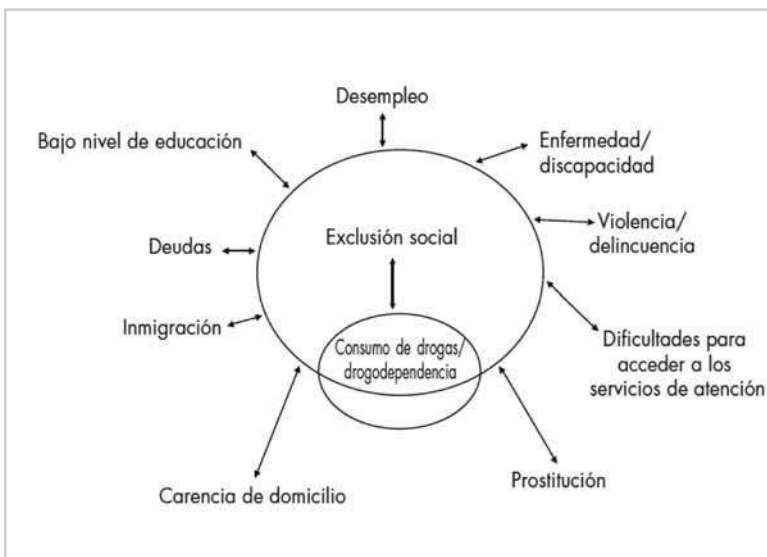 Desempleo
Bajo nivel de educación
Enfermedad/
discapacidad
Violencia/
delincuencia
Exclusión social
Deudas
Inmigración
Consumo de drogas/
drogodependencia
Dificultades para
acceder a los
servicios de atención
Carencia de domicilio
Prostitución